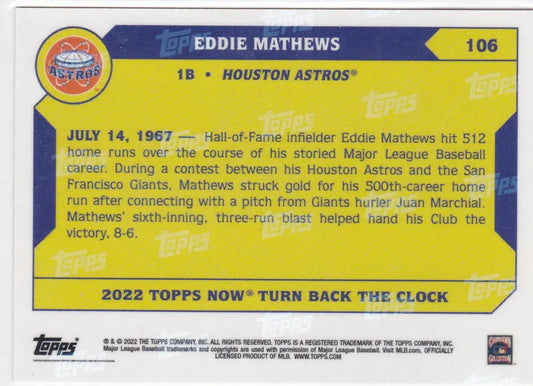 EDDIE MATHEWS
106
ASTROS
1B • HOUSTON ASTROS®
JULY 14, 1967 — Hall-of-Fame infielder Eddie Mathews hit 512
home runs over the course of his storied Major League Baseball
career. During a contest between his Houston Astros and the San
Francisco Giants, Mathews struck gold for his 500th-career home
run after connecting with a pitch from Giants hurler Juan Marchial.
Mathews' sixth-inning, three-run blast helped hand his Club the
victory, 8-6.
2022 TOPPS NOW® TURN BACK THE CLOCK
Topps
® & © 2022 THE TOPPS COMPANY, INC. ALL RIGHTS RESERVED. TOPPS IS A REGISTERED TRADEMARK OF THE TOPPS COMPANY, INC.
Major League Baseball trademarks and copyrights are used with permission of Major League Baseball. Visit MLB.com. OFFICIALLY
LICENSED PRODUCT OF MLB. WWW.TOPPS.COM
COOPERSTOWN
COLLECTION